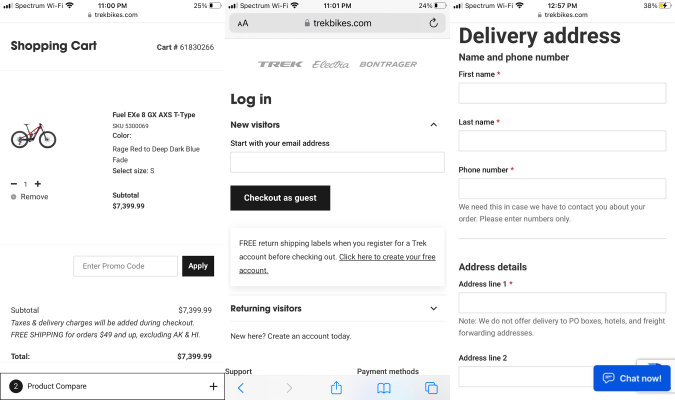 Spectrum Wi-Fi 11:00 PM 25%
trekbikes.com
Shopping Cart
Cart # 61830266
Fuel EXe 8 GX AXS T-Type
SKU 5300069
Color:
Rage Red to Deep Dark Blue
Fade
Select size: S
− 1 +
Remove
Subtotal
$7,399.99
Enter Promo Code
Apply
Subtotal $7,399.99
Taxes & delivery charges will be added during checkout.
FREE SHIPPING for orders $49 and up, excluding AK & HI.
Total: $7,399.99
2 Product Compare +
Spectrum Wi-Fi 11:01 PM 24%
AA trekbikes.com
TREK Electra BONTRAGER
Log in
New visitors
Start with your email address
Checkout as guest
FREE return shipping labels when you register for a Trek
account before checking out. Click here to create your free
account.
Returning visitors
New here? Create an account today.
Support Payment methods
Spectrum Wi-Fi 12:57 PM 38%
trekbikes.com
Delivery address
Name and phone number
First name *
Last name *
Phone number *
We need this in case we have to contact you about your
order. Please enter numbers only.
Address details
Address line 1 *
Note: We do not offer delivery to PO boxes, hotels, and freight
forwarding addresses.
Address line 2
Chat now!